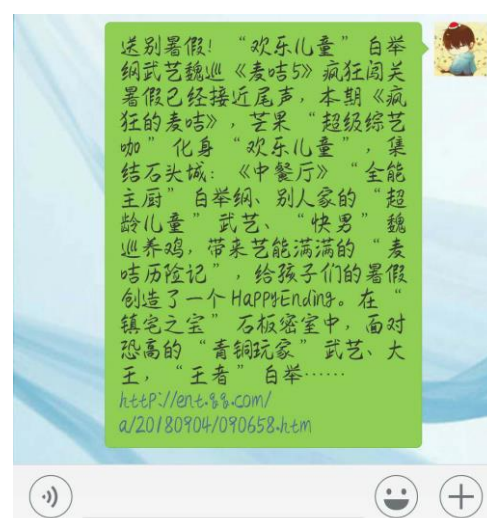 送别暑假！“欢乐儿童”白举
纲武艺魏巡《麦咭5》疯狂闯关
暑假已经接近尾声，本期《疯
狂的麦咭》，芒果“超级综艺
咖”化身“欢乐儿童”，集
结石头城：《中餐厅》“全能
主厨”白举纲、别人家的“超
龄儿童”武艺、“快男”魏
巡养鸡，带来艺能满满的“麦
咭历险记”，给孩子们的暑假
创造了一个HappyEnding。在“
镇宅之宝”石板密室中，面对
恐高的“青铜玩家”武艺、大
王，“王者”白举……
http://ent.qq.com/
a/20180904/090658.htm